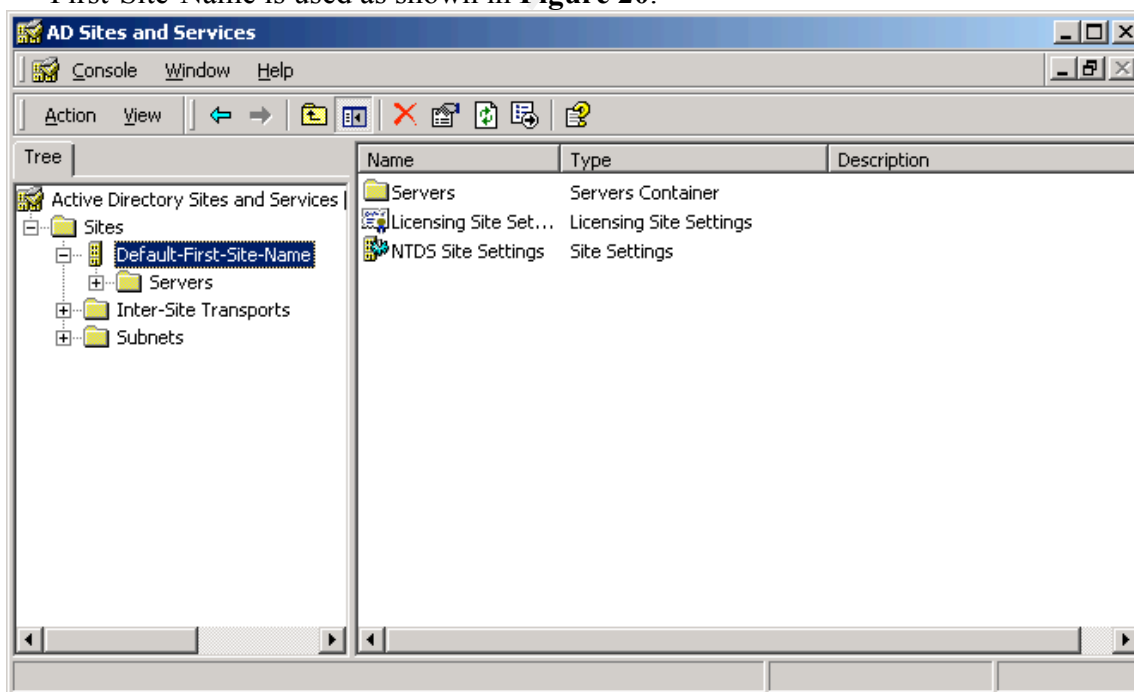 First-Site-Name is used as shown in Figure 20.
AD Sites and Services
Console Window Help
Action View
Tree
Name Type Description
Active Directory Sites and Services [
Sites
Default-First-Site-Name
Servers
Inter-Site Transports
Subnets
Servers Servers Container
Licensing Site Set... Licensing Site Settings
NTDS Site Settings Site Settings